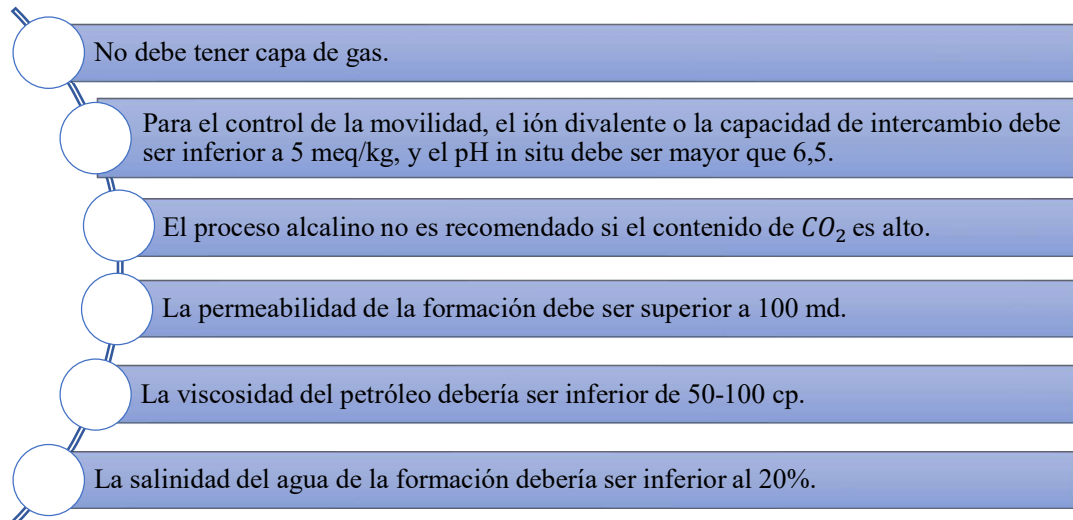 No debe tener capa de gas.
Para el control de la movilidad, el ión divalente o la capacidad de intercambio debe
ser inferior a 5 meq/kg, y el pH in situ debe ser mayor que 6,5.
El proceso alcalino no es recomendado si el contenido de CO₂ es alto.
La permeabilidad de la formación debe ser superior a 100 md.
La viscosidad del petróleo debería ser inferior de 50-100 cp.
La salinidad del agua de la formación debería ser inferior al 20%.